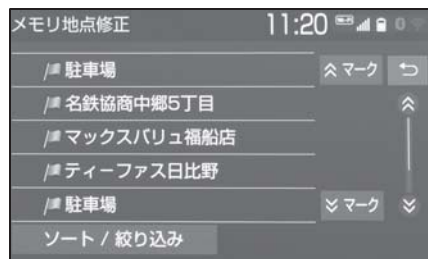 メモリ地点修正 11:20 0
駐車場 マーク
名鉄協商中郷5丁目
マックスバリュ福船店
ティーファス日比野
駐車場 マーク
ソート / 絞り込み